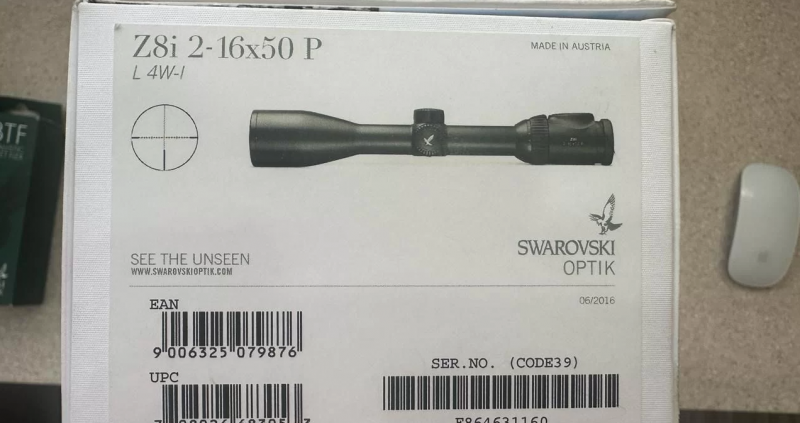 Z8i 2-16x50 P
L 4W-I
MADE IN AUSTRIA
SEE THE UNSEEN
WWW.SWAROVSKIOPTIK.COM
SWAROVSKI
OPTIK
06/2016
EAN
9 006325 079876
SER.NO. (CODE39)
UPC
E864631160